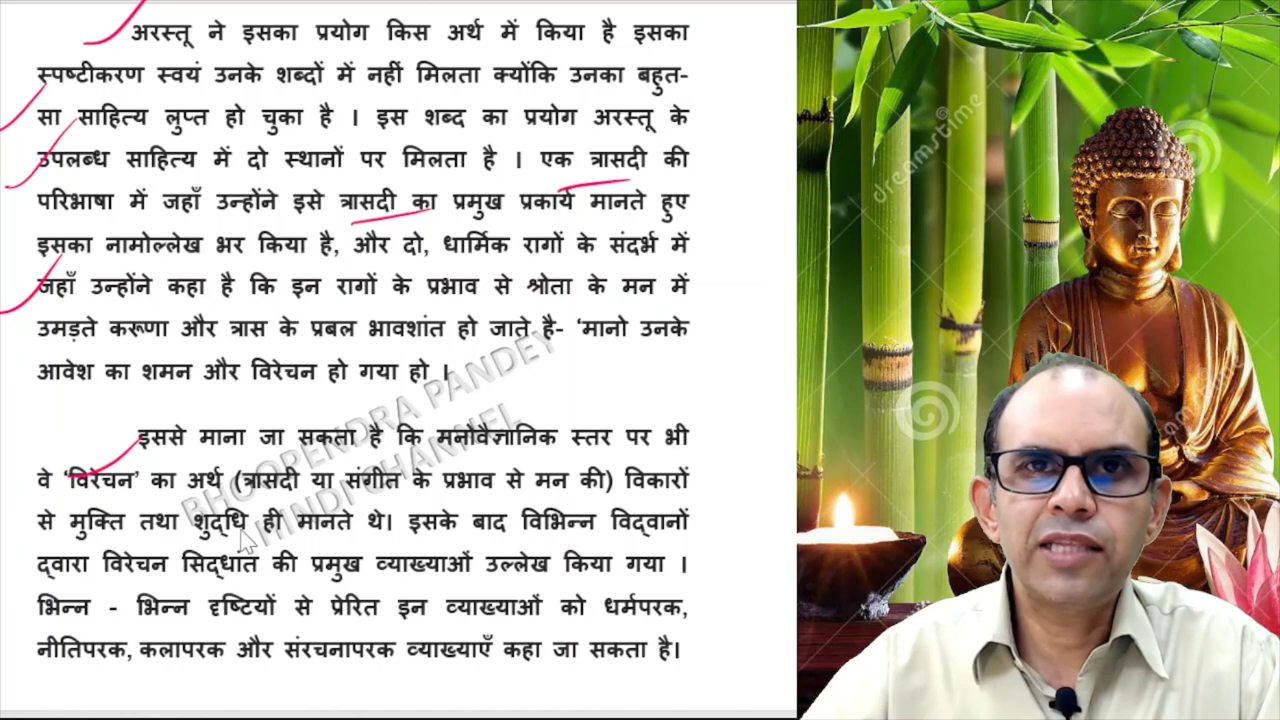 अरस्तू ने इसका प्रयोग किस अर्थ में किया है इसका
स्पष्टीकरण स्वयं उनके शब्दों में नहीं मिलता क्योंकि उनका बहुत-
सा साहित्य लुप्त हो चुका है । इस शब्द का प्रयोग अरस्तू के
उपलब्ध साहित्य में दो स्थानों पर मिलता है । एक त्रासदी की
परिभाषा में जहाँ उन्होंने इसे त्रासदी का प्रमुख प्रकार्य मानते हुए
इसका नामोल्लेख भर किया है, और दो, धार्मिक रागों के संदर्भ में
जहाँ उन्होंने कहा है कि इन रागों के प्रभाव से श्रोता के मन में
उमड़ते करूणा और त्रास के प्रबल भावशांत हो जाते है- ‘मानो उनके
आवेश का शमन और विरेचन हो गया हो ।
इससे माना जा सकता है कि मनोवैज्ञानिक स्तर पर भी
वे ‘विरेचन’ का अर्थ (त्रासदी या संगीत के प्रभाव से मन की) विकारों
से मुक्ति तथा शुद्धि ही मानते थे। इसके बाद विभिन्न विद्वानों
द्वारा विरेचन सिद्धांत की प्रमुख व्याख्याओं उल्लेख किया गया ।
भिन्न - भिन्न दृष्टियों से प्रेरित इन व्याख्याओं को धर्मपरक,
नीतिपरक, कलापरक और संरचनापरक व्याख्याएँ कहा जा सकता है।
BHOOPENDRA PANDEY
HINDI CHANNEL
dreamstime
dreamstime